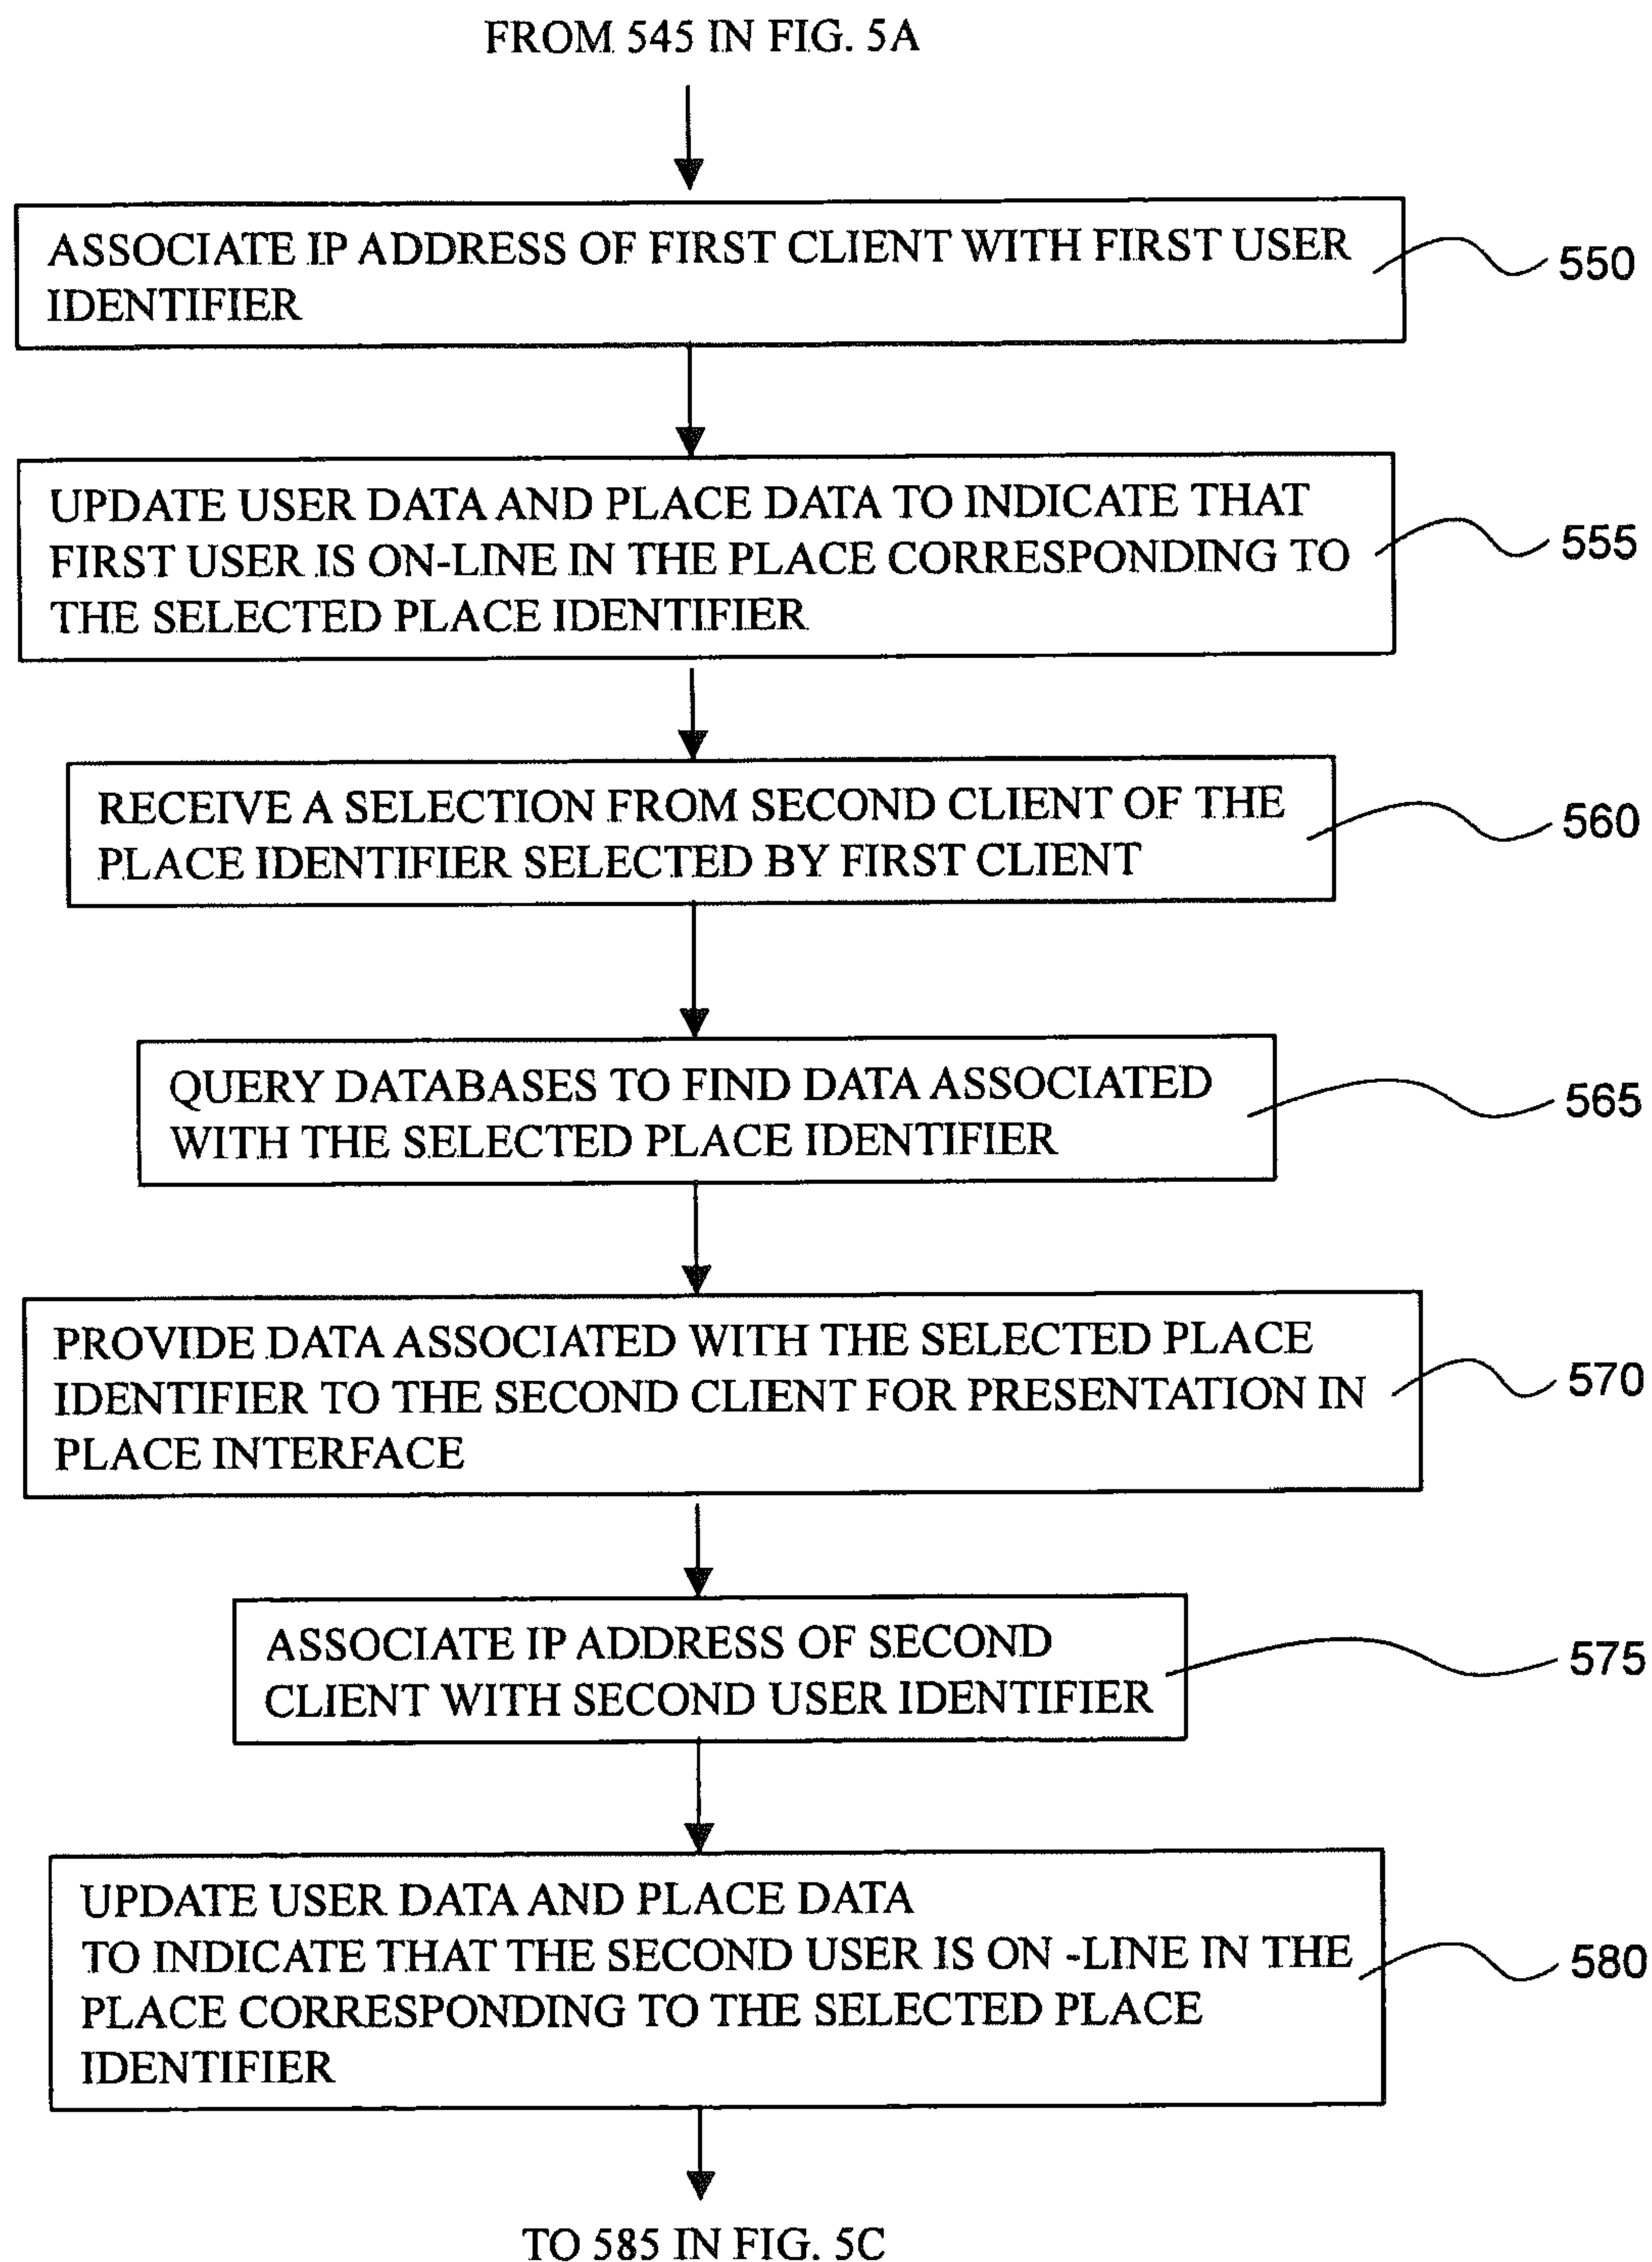 FROM 545 IN FIG. 5A
ASSOCIATE IP ADDRESS OF FIRST CLIENT WITH FIRST USER
IDENTIFIER
550
UPDATE USER DATA AND PLACE DATA TO INDICATE THAT
FIRST USER IS ON-LINE IN THE PLACE CORRESPONDING TO
THE SELECTED PLACE IDENTIFIER
555
RECEIVE A SELECTION FROM SECOND CLIENT OF THE
PLACE IDENTIFIER SELECTED BY FIRST CLIENT
560
QUERY DATABASES TO FIND DATA ASSOCIATED
WITH THE SELECTED PLACE IDENTIFIER
565
PROVIDE DATA ASSOCIATED WITH THE SELECTED PLACE
IDENTIFIER TO THE SECOND CLIENT FOR PRESENTATION IN
PLACE INTERFACE
570
ASSOCIATE IP ADDRESS OF SECOND
CLIENT WITH SECOND USER IDENTIFIER
575
UPDATE USER DATA AND PLACE DATA
TO INDICATE THAT THE SECOND USER IS ON -LINE IN THE
PLACE CORRESPONDING TO THE SELECTED PLACE
IDENTIFIER
580
TO 585 IN FIG. 5C